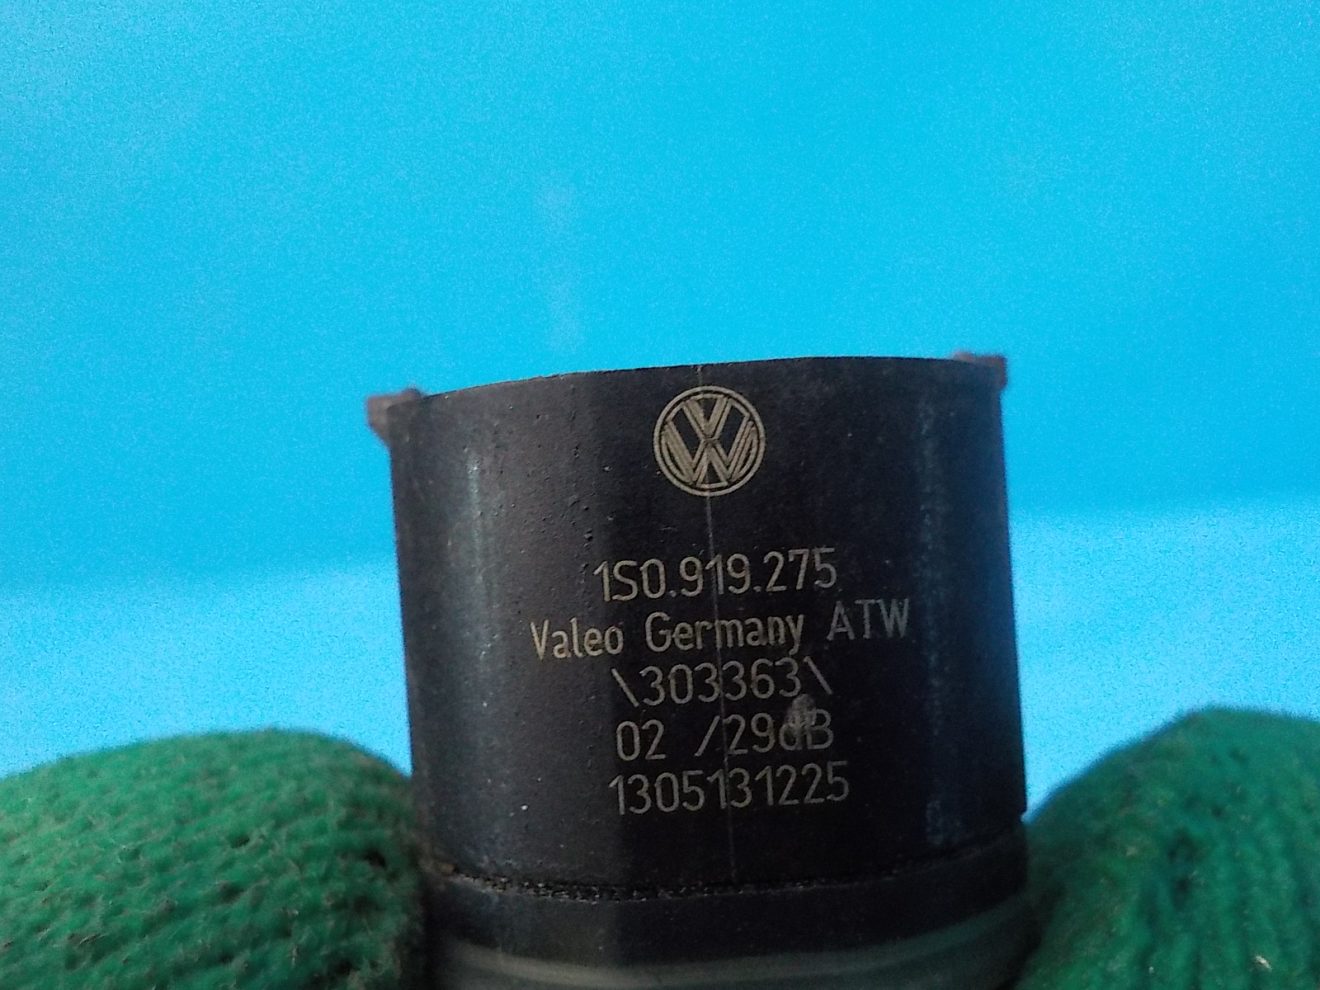 1S0.919.275
Valeo Germany ATW
\303363\
02 /29dB
1305131225